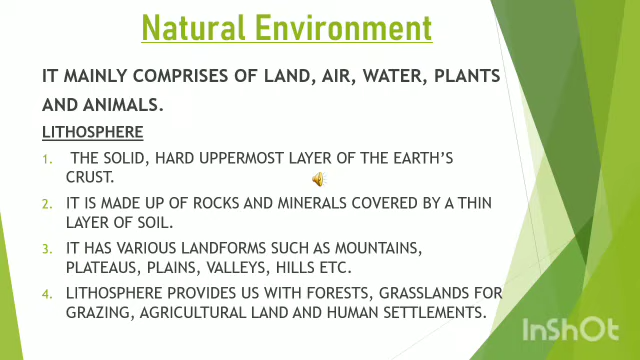 Natural Environment
IT MAINLY COMPRISES OF LAND, AIR, WATER, PLANTS
AND ANIMALS.
LITHOSPHERE
1. THE SOLID, HARD UPPERMOST LAYER OF THE EARTH'S
CRUST.
2. IT IS MADE UP OF ROCKS AND MINERALS COVERED BY A THIN
LAYER OF SOIL.
3. IT HAS VARIOUS LANDFORMS SUCH AS MOUNTAINS,
PLATEAUS, PLAINS, VALLEYS, HILLS ETC.
4. LITHOSPHERE PROVIDES US WITH FORESTS, GRASSLANDS FOR
GRAZING, AGRICULTURAL LAND AND HUMAN SETTLEMENTS.
InShOt